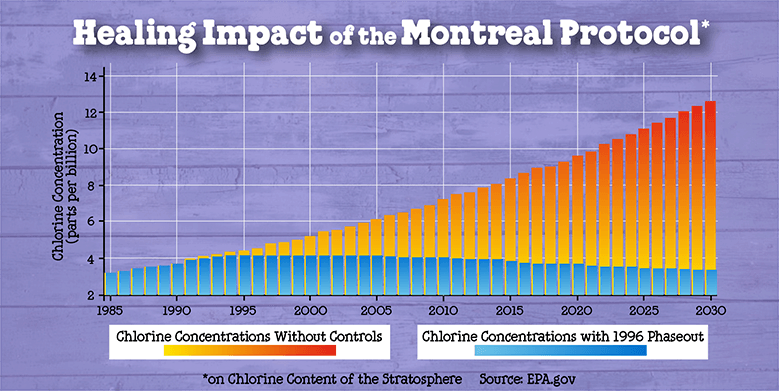 Healing Impact of the Montreal Protocol*
Chlorine Concentration
(parts per billion)
14
12
10
8
6
4
2
1985 1990 1995 2000 2005 2010 2015 2020 2025 2030
Chlorine Concentrations Without Controls
Chlorine Concentrations with 1996 Phaseout
*on Chlorine Content of the Stratosphere Source: EPA.gov